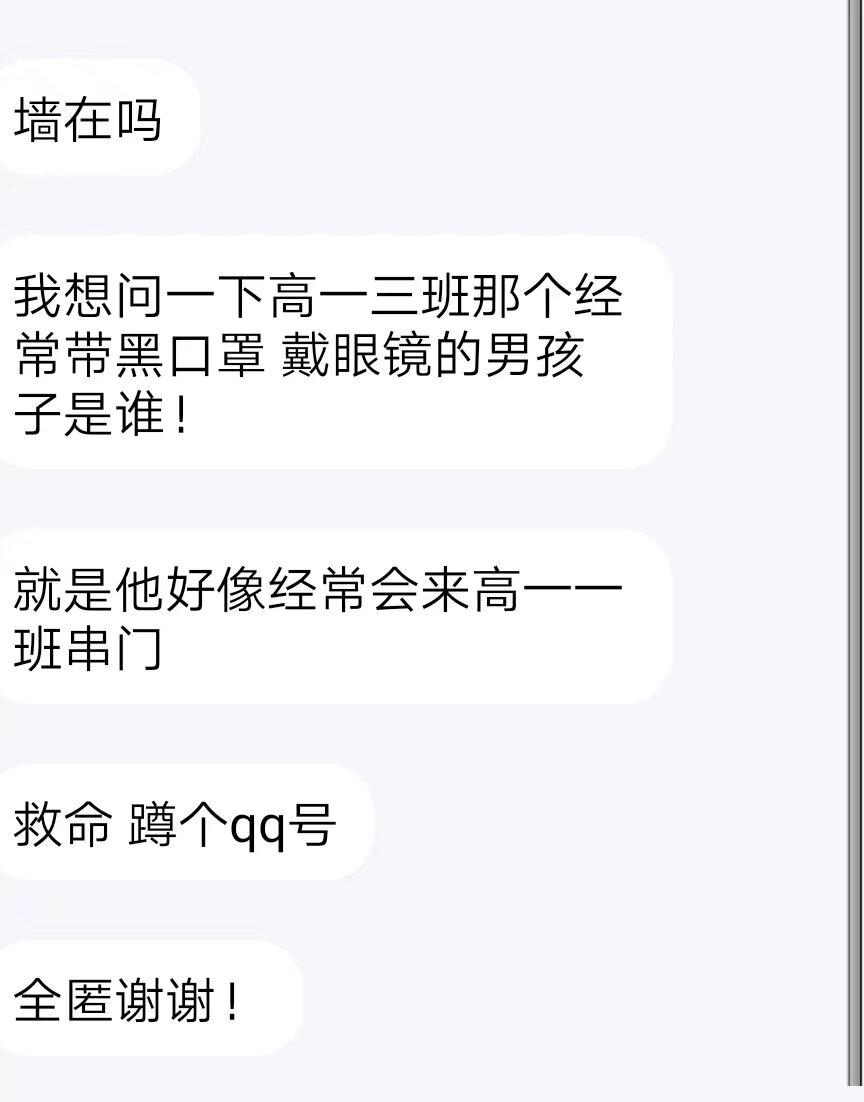 墙在吗
我想问一下高一三班那个经
常带黑口罩 戴眼镜的男孩
子是谁！
就是他好像经常会来高一一
班串门
救命 蹲个qq号
全匿谢谢！